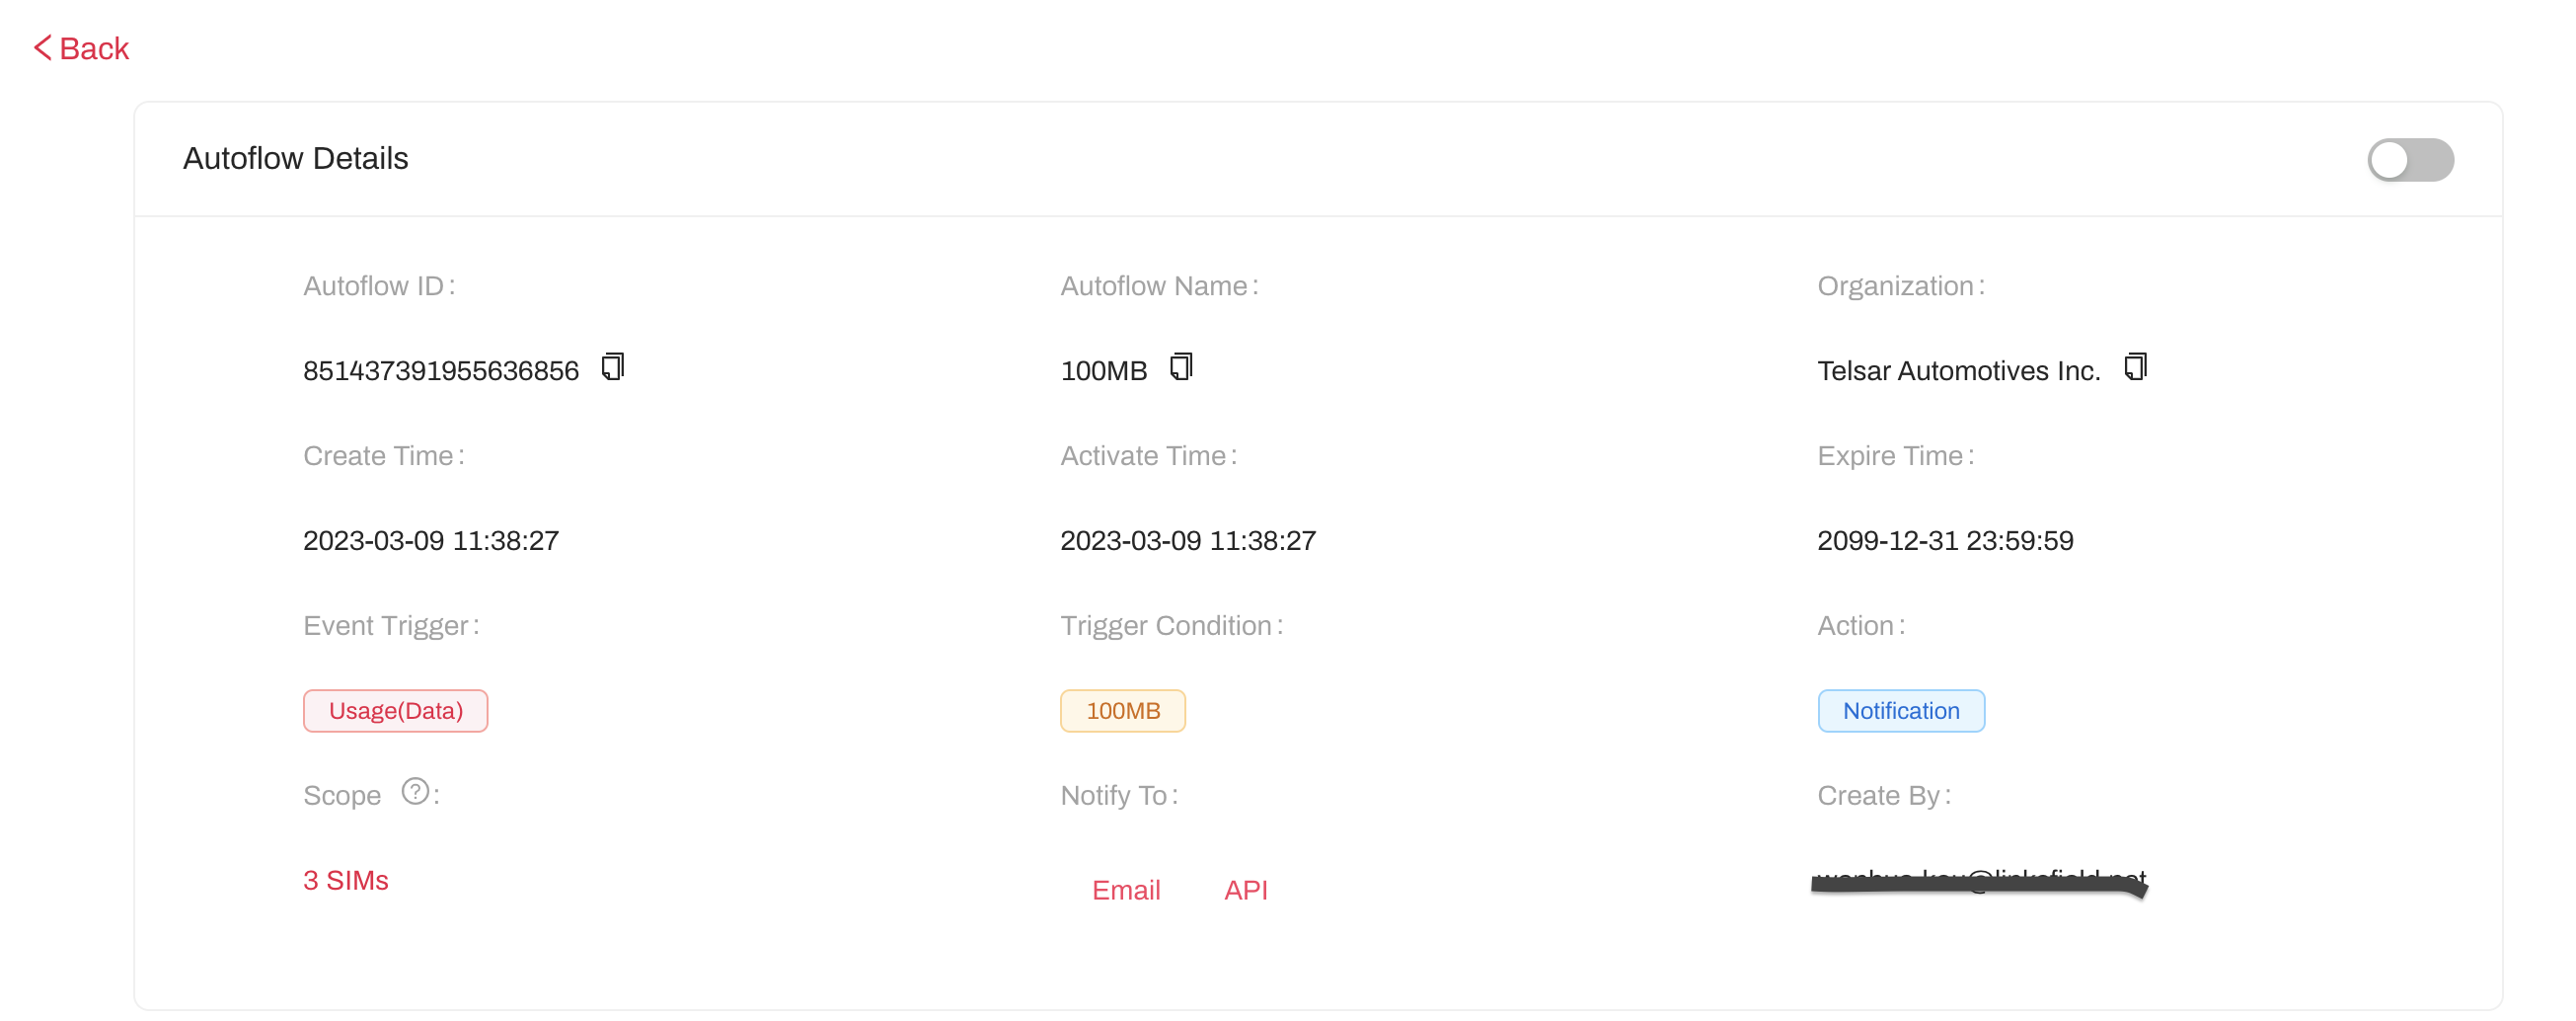 Back
Autoflow Details
Autoflow ID: Autoflow Name: Organization:
851437391955636856 100MB Telsar Automotives Inc.
Create Time: Activate Time: Expire Time:
2023-03-09 11:38:27 2023-03-09 11:38:27 2099-12-31 23:59:59
Event Trigger: Trigger Condition: Action:
Usage(Data) 100MB Notification
Scope ?: Notify To: Create By:
3 SIMs Email API